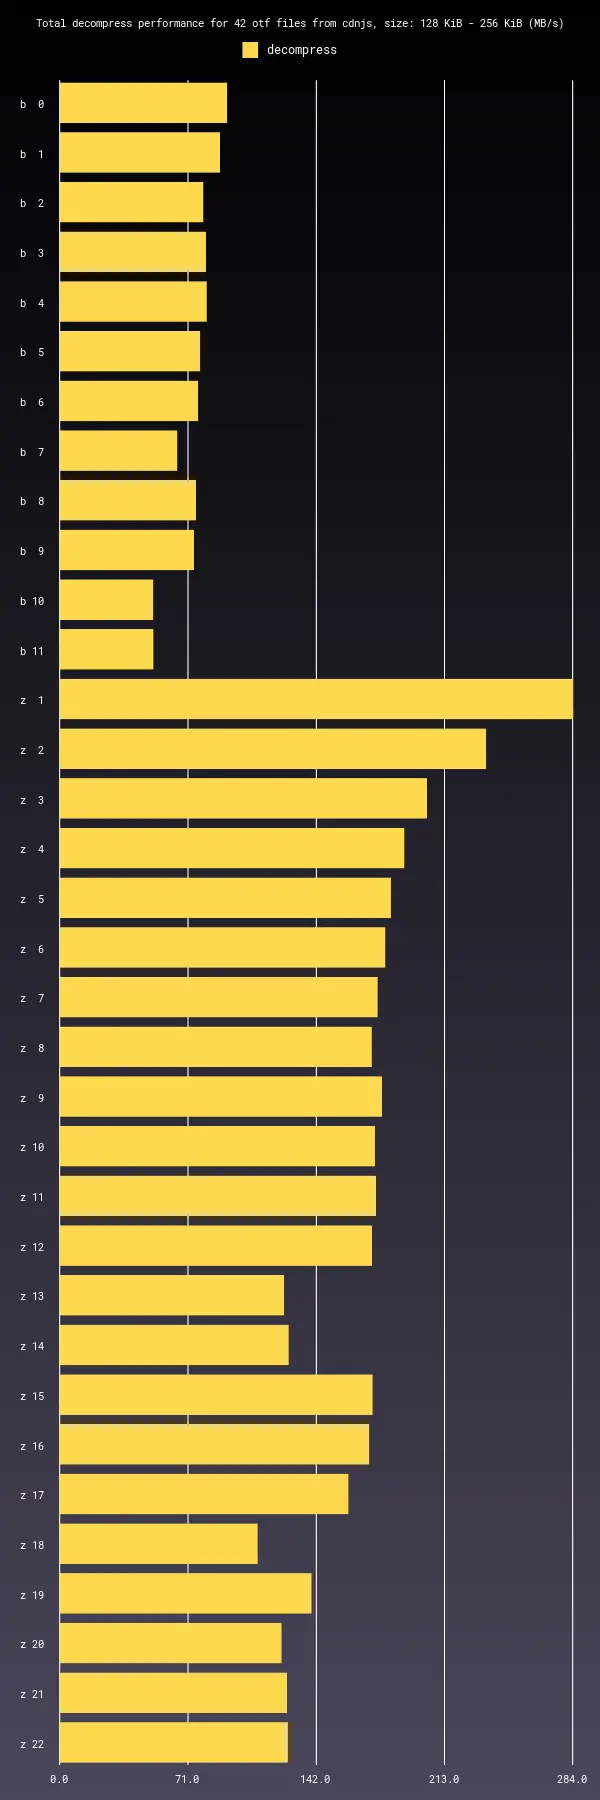 Total decompress performance for 42 otf files from cdnjs, size: 128 KiB - 256 KiB (MB/s)
decompress
b 0
b 1
b 2
b 3
b 4
b 5
b 6
b 7
b 8
b 9
b 10
b 11
z 1
z 2
z 3
z 4
z 5
z 6
z 7
z 8
z 9
z 10
z 11
z 12
z 13
z 14
z 15
z 16
z 17
z 18
z 19
z 20
z 21
z 22
0.0 71.0 142.0 213.0 284.0